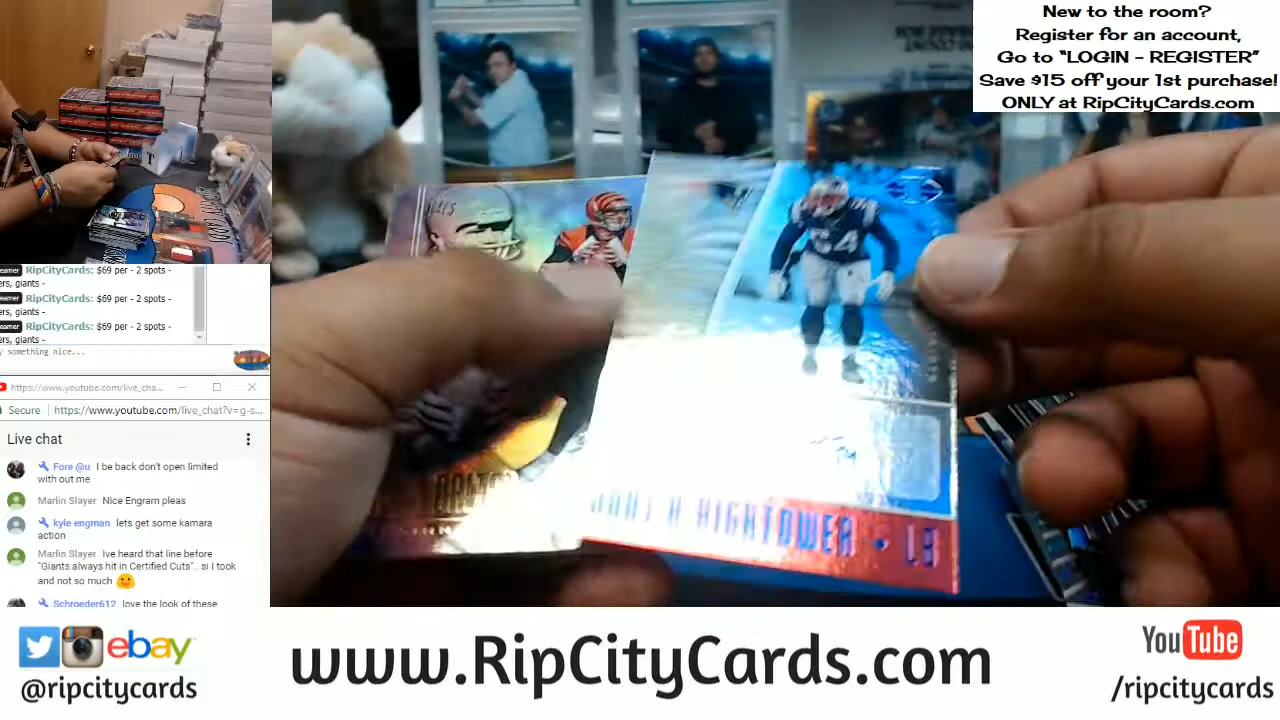 New to the room?
Register for an account,
Go to "LOGIN - REGISTER"
Save $15 off your 1st purchase!
ONLY at RipCityCards.com
54
HIGHTOWER • LB
eamer RipCityCards: $69 per - 2 spots -
ers, giants -
eamer RipCityCards: $69 per - 2 spots -
ers, giants -
eamer RipCityCards: $69 per - 2 spots -
ers, giants -
y something nice...
https://www.youtube.com/live_cha...
Secure https://www.youtube.com/live_chat?v=g-s...
Live chat
Fore @u I be back don't open limited
with out me
Marlin Slayer Nice Engram pleas
kyle engman lets get some kamara
action
Marlin Slayer Ive heard that line before
"Giants always hit in Certified Cuts".. si I took
and not so much
Schroeder612 love the look of these
ebay
@ripcitycards
www.RipCityCards.com
YouTube
/ripcitycards